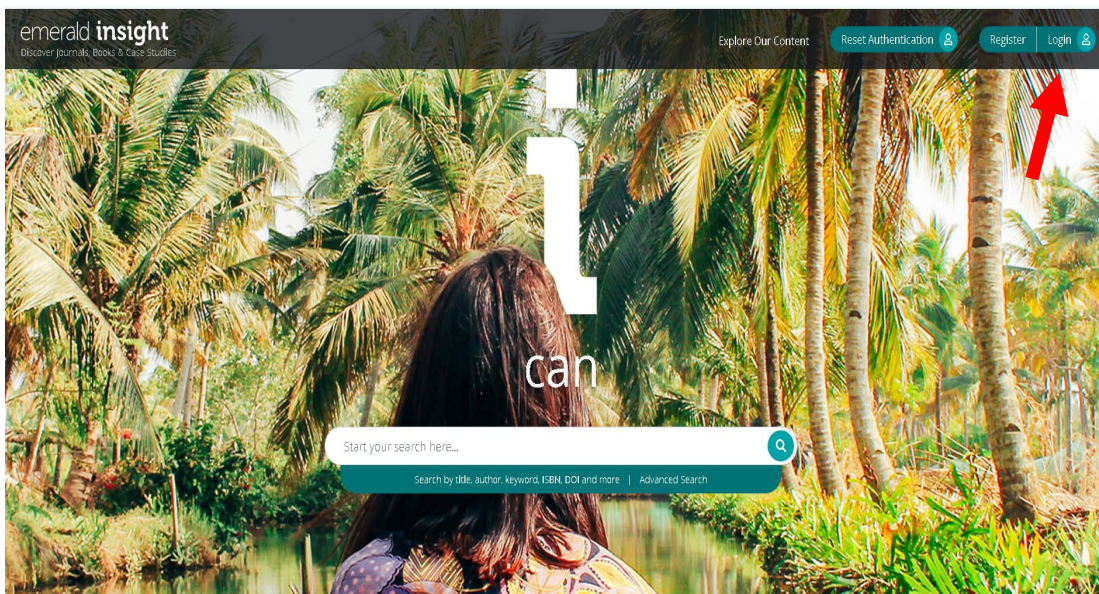 emerald insight
Discover Journals, Books & Case Studies
Explore Our Content
Reset Authentication
Register
Login
i
can
Start your search here...
Search by title, author, keyword, ISBN, DOI and more | Advanced Search